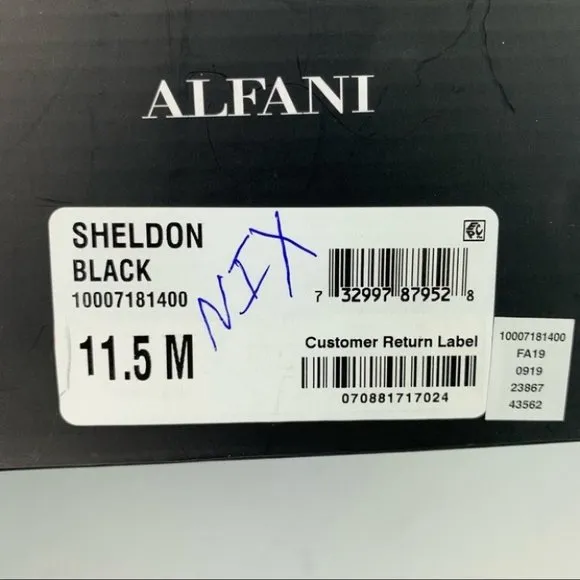 ALFANI
SHELDON
BLACK
10007181400
11.5 M
NIX
7 32997 87952 8
Customer Return Label
070881717024
10007181400
FA19
0919
23867
43562